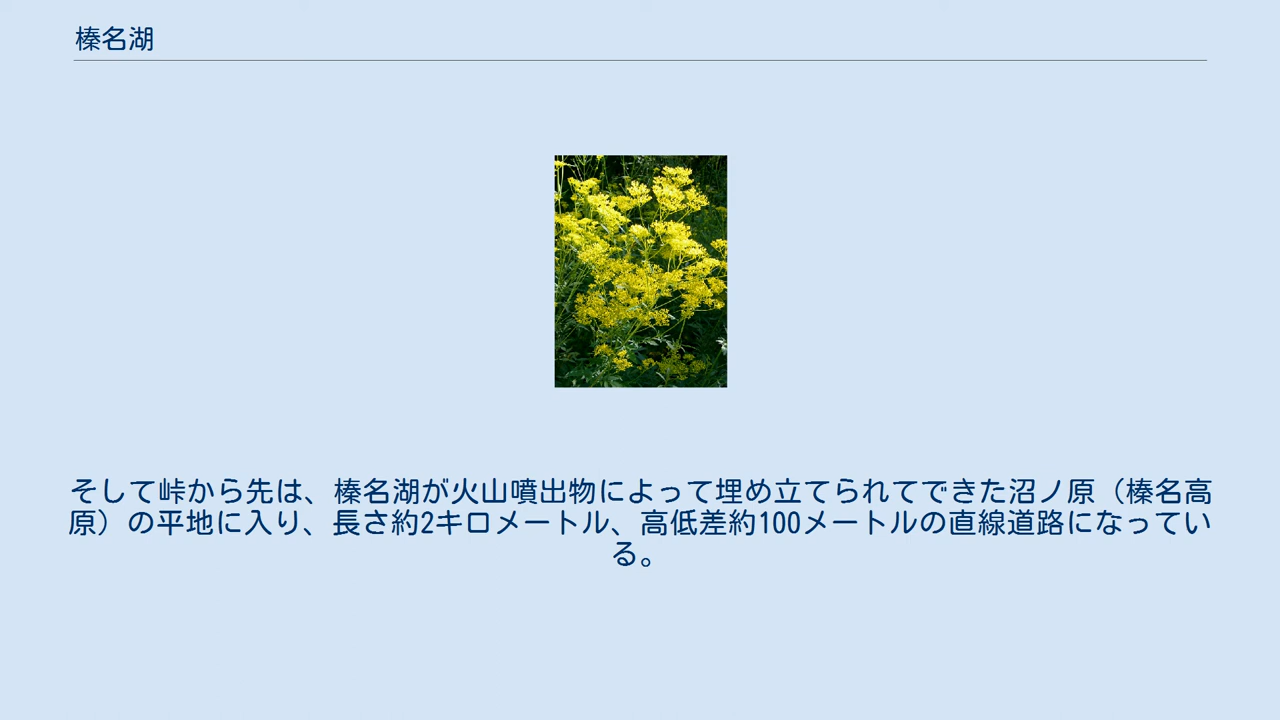 榛名湖
そして峠から先は、榛名湖が火山噴出物によって埋め立てられてできた沼ノ原（榛名高
原）の平地に入り、長さ約2キロメートル、高低差約100メートルの直線道路になってい
る。